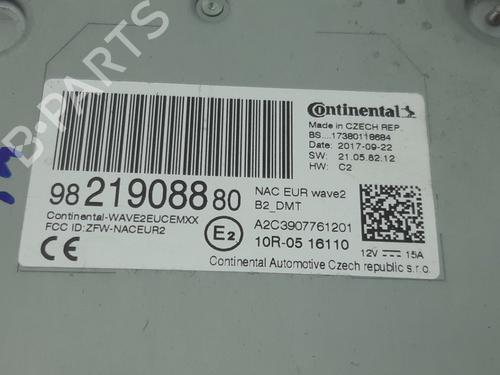 B-PARTS
Continental
Made in CZECH REP.
BS....17380118684
Date: 2017-09-22
SW: 21.05.82.12
HW: C2
98 219088 80
NAC EUR wave2
B2_DMT
Continental-WAVE2EUCEMXX
FCC ID:ZFW-NACEUR2
E2
A2C3907761201
10R-05 16110
12V 15A
CE
Continental Automotive Czech republic s.r.o.